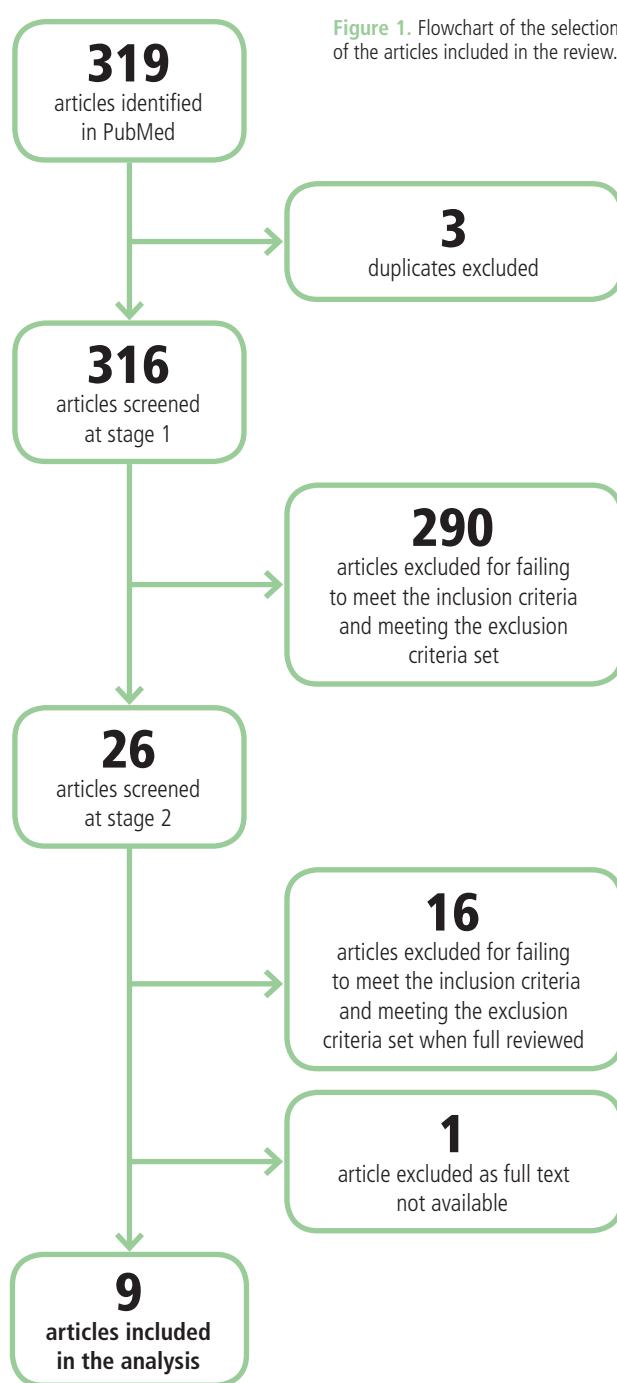 Figure 1. Flowchart of the selection
of the articles included in the review.
319
articles identified
in PubMed
3
duplicates excluded
316
articles screened
at stage 1
290
articles excluded for failing
to meet the inclusion criteria
and meeting the exclusion
criteria set
26
articles screened
at stage 2
16
articles excluded for failing
to meet the inclusion criteria
and meeting the exclusion
criteria set when full reviewed
1
article excluded as full text
not available
9
articles included
in the analysis